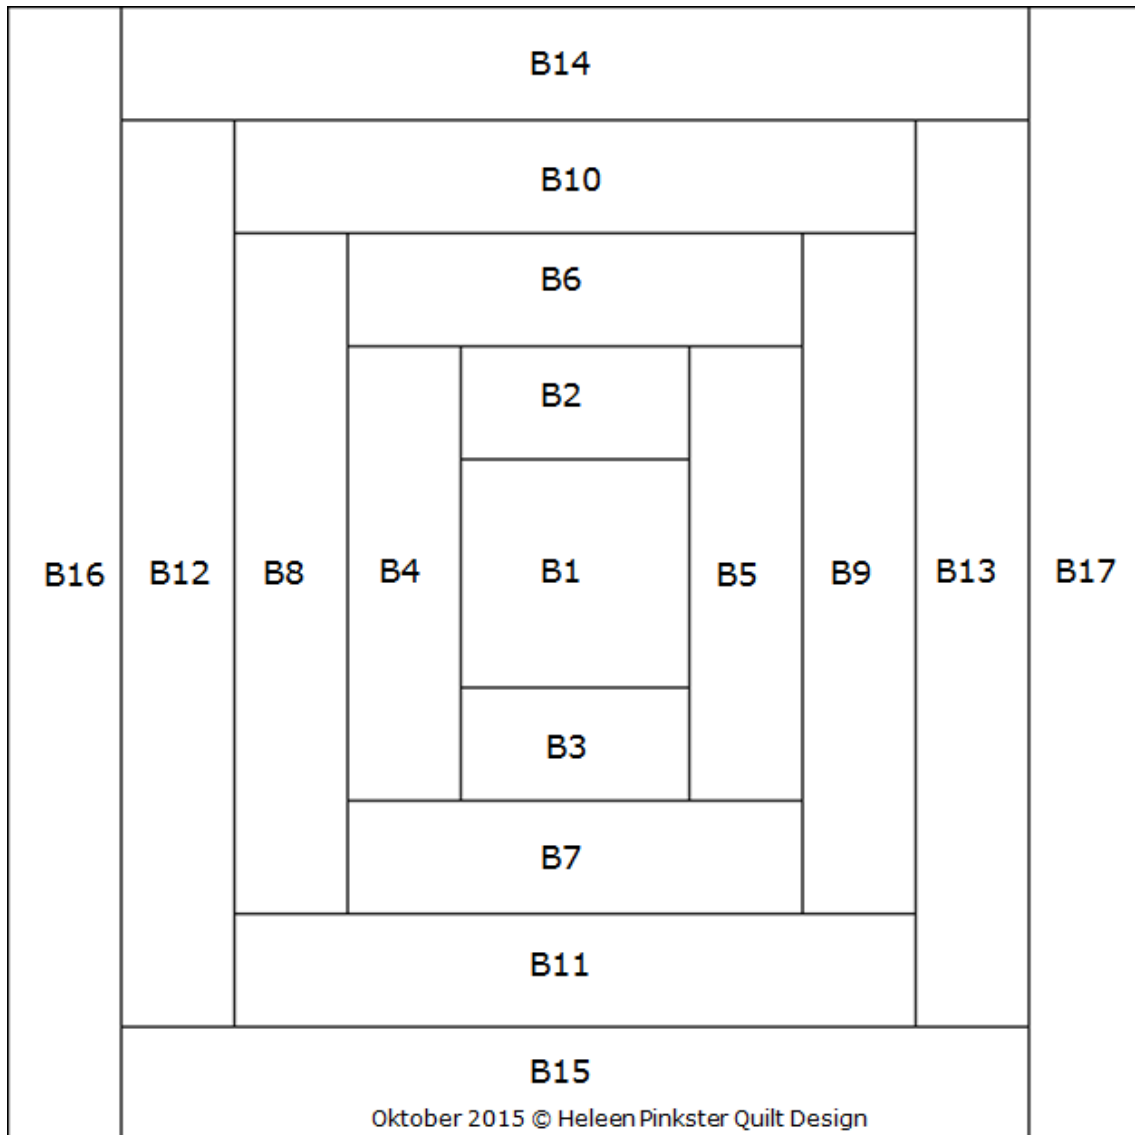 B14
B10
B6
B2
B16 B12 B8 B4 B1 B5 B9 B13 B17
B3
B7
B11
B15
Oktober 2015 © Heleen Pinkster Quilt Design